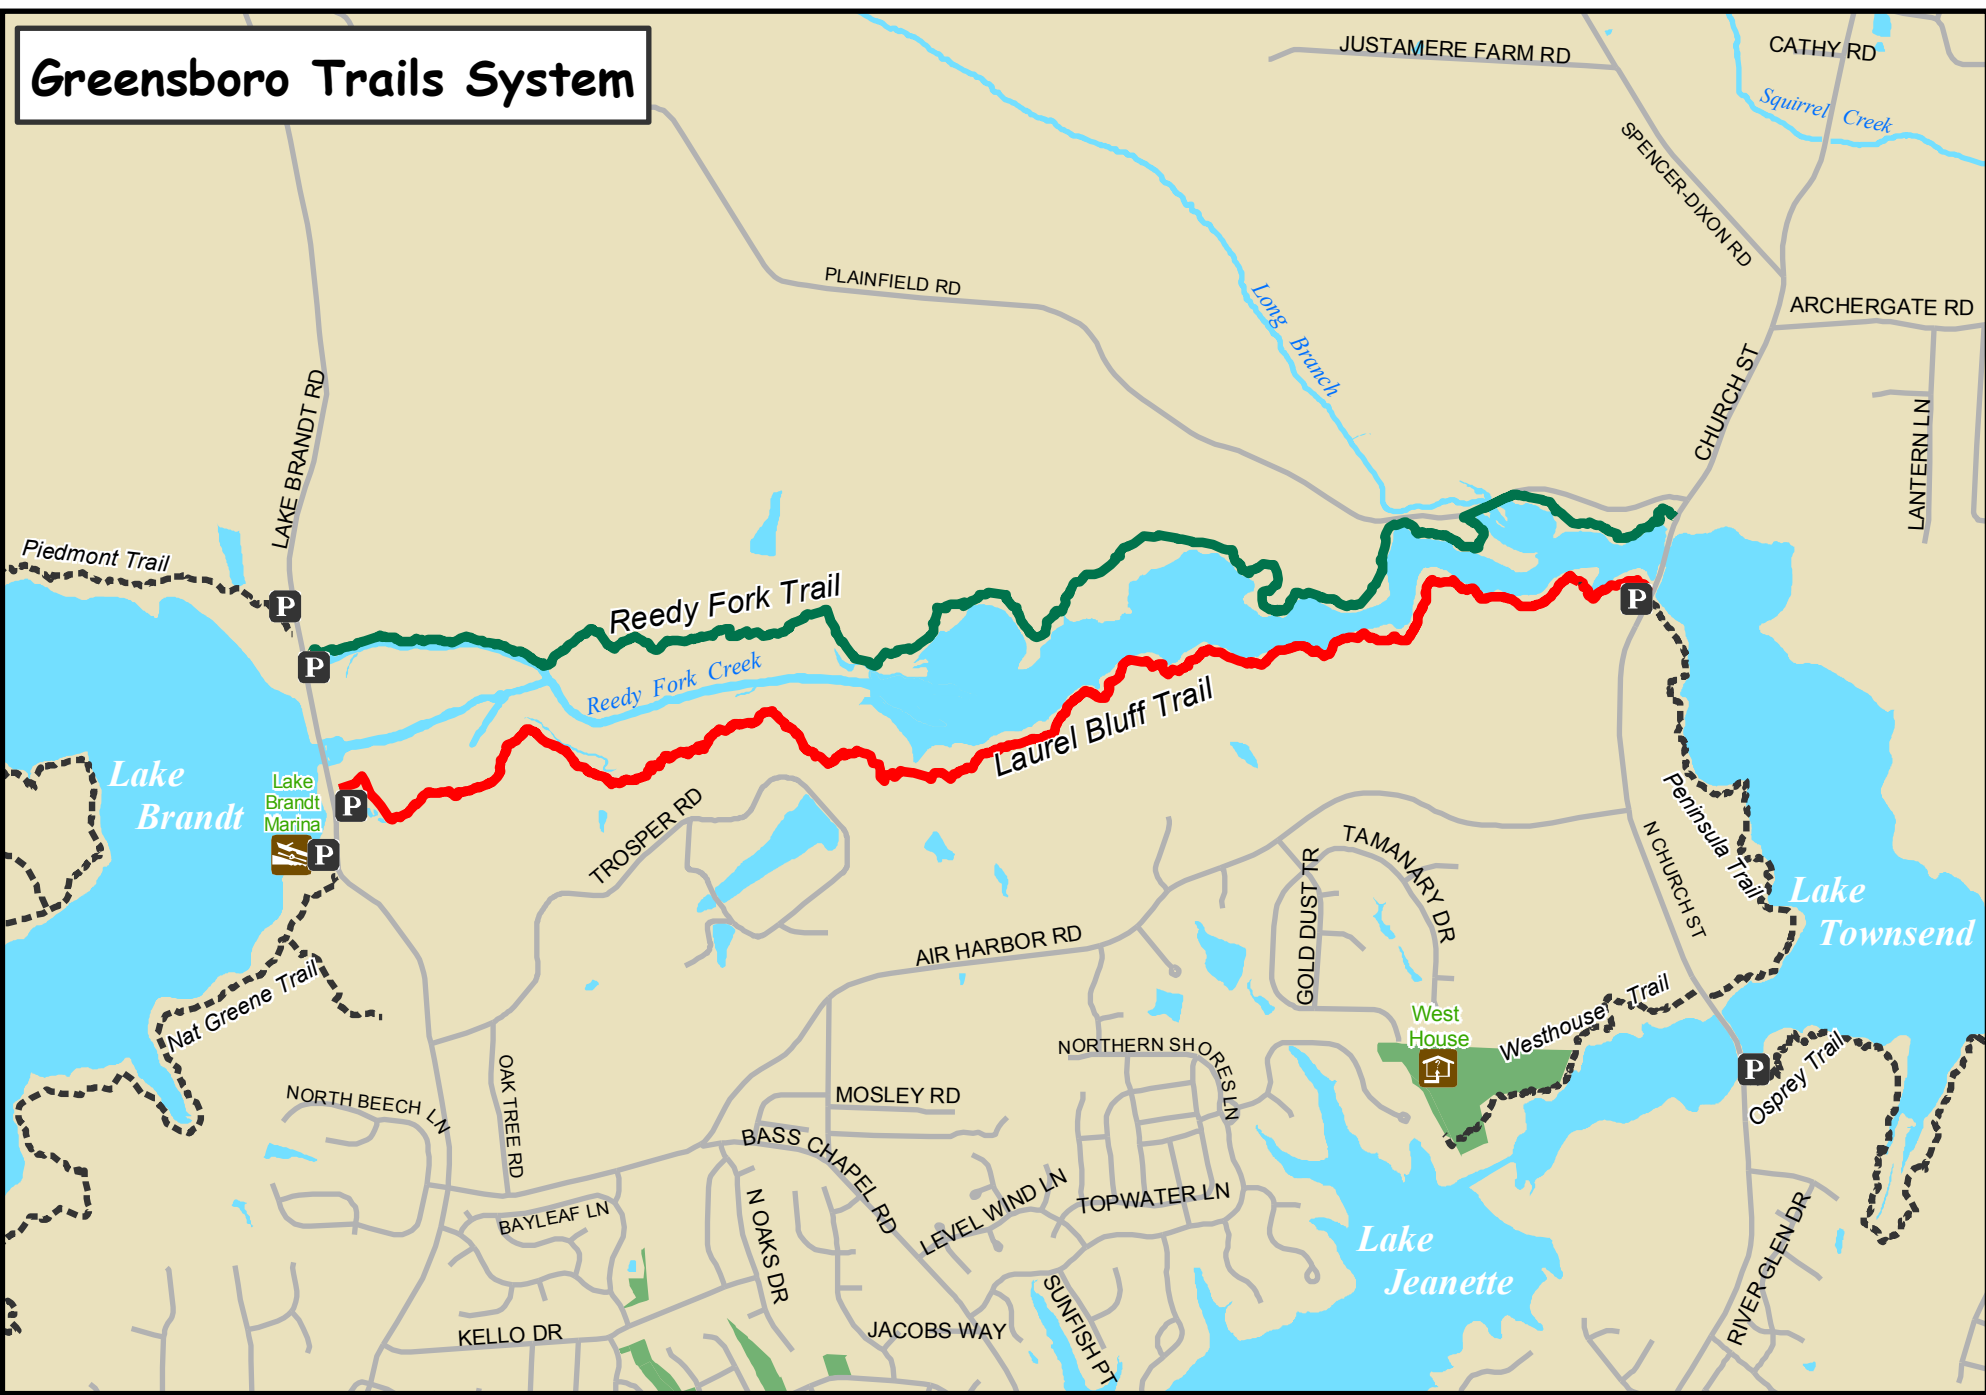 Greensboro Trails System
JUSTAMERE FARM RD
CATHY RD
Squirrel Creek
SPENCER-DIXON RD
PLAINFIELD RD
Long Branch
ARCHERGATE RD
CHURCH ST
LAKE BRANDT RD
LANTERN LN
Piedmont Trail
P
Reedy Fork Trail
P
Reedy Fork Creek
P
Laurel Bluff Trail
Lake
Brandt
Lake
Brandt
Marina
P
P
TROSPER RD
Peninsula Trail
N CHURCH ST
TAMANARY DR
GOLD DUST TR
Lake
Townsend
AIR HARBOR RD
Nat Greene Trail
Westhouse Trail
West
House
P
Osprey Trail
NORTHERN SHORES LN
OAK TREE RD
NORTH BEECH LN
MOSLEY RD
BASS CHAPEL RD
N OAKS DR
LEVEL WIND LN
TOPWATER LN
BAYLEAF LN
Lake
Jeanette
RIVER GLEN DR
SUNFISH PT
KELLO DR
JACOBS WAY